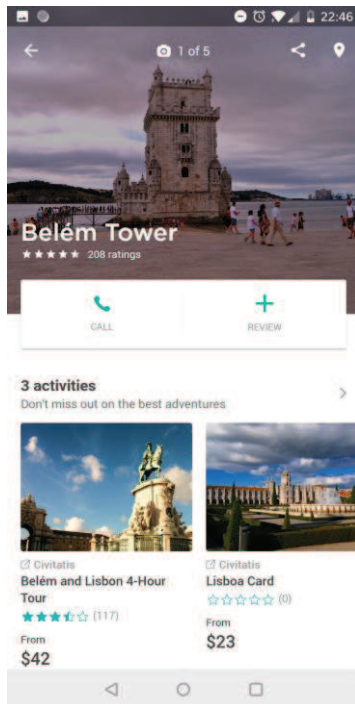 22:46
1 of 5
Belém Tower
208 ratings
CALL
REVIEW
3 activities
Don't miss out on the best adventures
Civitatis
Belém and Lisbon 4-Hour
Tour
(117)
From
$42
Civitatis
Lisboa Card
(0)
From
$23